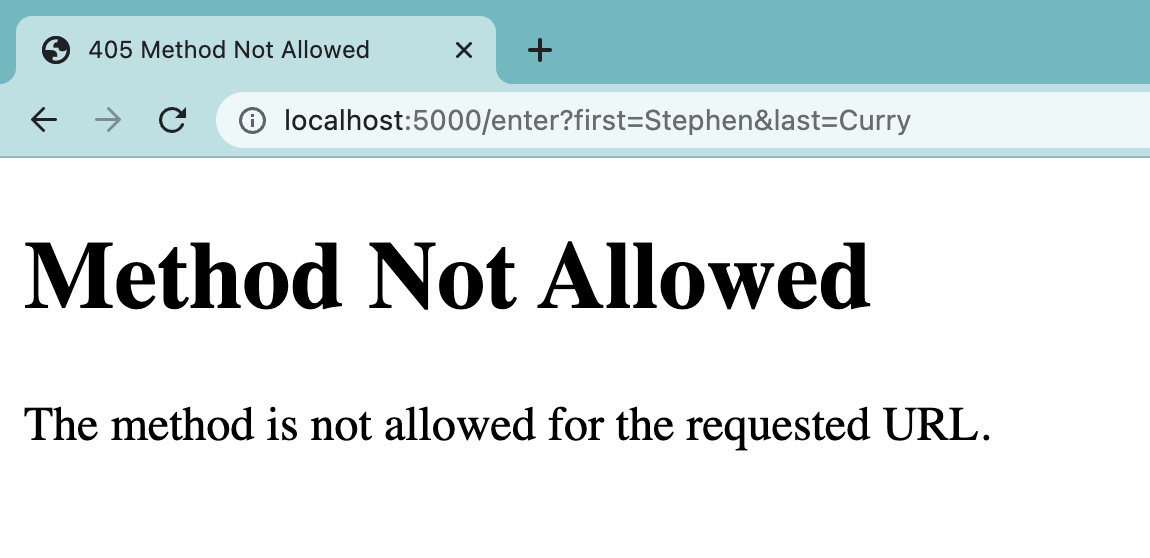 405 Method Not Allowed
localhost:5000/enter?first=Stephen&last=Curry
Method Not Allowed
The method is not allowed for the requested URL.